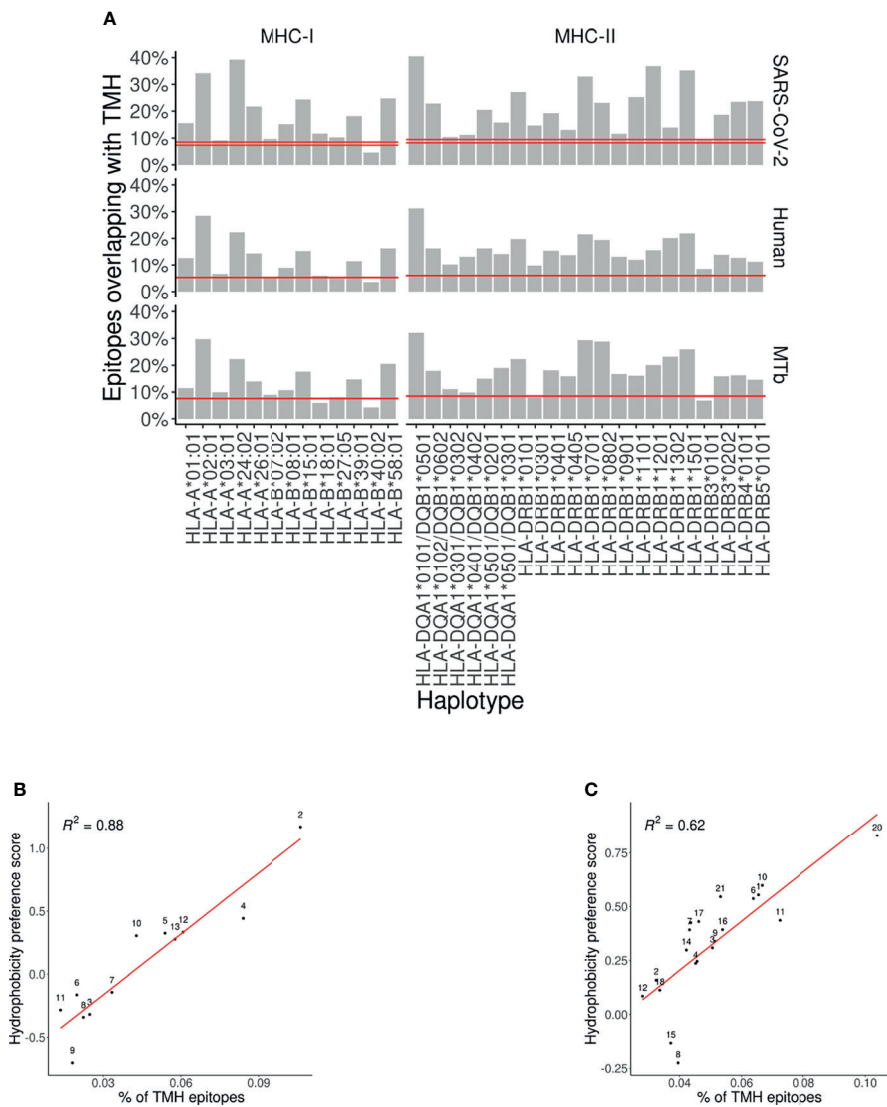 A
MHC-I
MHC-II
Epitopes overlapping with TMH
40%
30%
20%
10%
0%
SARS-CoV-2
40%
30%
20%
10%
0%
Human
40%
30%
20%
10%
0%
MTb
HLA-A*01:01
HLA-A*02:01
HLA-A*03:01
HLA-A*24:02
HLA-A*26:01
HLA-B*07:02
HLA-B*08:01
HLA-B*15:01
HLA-B*18:01
HLA-B*27:05
HLA-B*39:01
HLA-B*40:02
HLA-B*58:01
HLA-DQA1*0101/DQB1*0501
HLA-DQA1*0102/DQB1*0602
HLA-DQA1*0301/DQB1*0302
HLA-DQA1*0401/DQB1*0402
HLA-DQA1*0501/DQB1*0201
HLA-DQA1*0501/DQB1*0301
HLA-DRB1*0101
HLA-DRB1*0301
HLA-DRB1*0401
HLA-DRB1*0405
HLA-DRB1*0701
HLA-DRB1*0802
HLA-DRB1*0901
HLA-DRB1*1101
HLA-DRB1*1201
HLA-DRB1*1302
HLA-DRB1*1501
HLA-DRB3*0101
HLA-DRB3*0202
HLA-DRB4*0101
HLA-DRB5*0101
Haplotype
B
R² = 0.88
Hydrophobicity preference score
1.0
0.5
0.0
-0.5
2
4
12
13
5
10
7
6
3
8
11
9
0.03
0.06
0.09
% of TMH epitopes
C
R² = 0.62
Hydrophobicity preference score
0.75
0.50
0.25
0.00
-0.25
20
10
1
6
21
11
17
7
16
9
3
14
4
2
18
12
15
8
0.04
0.06
0.08
0.10
% of TMH epitopes